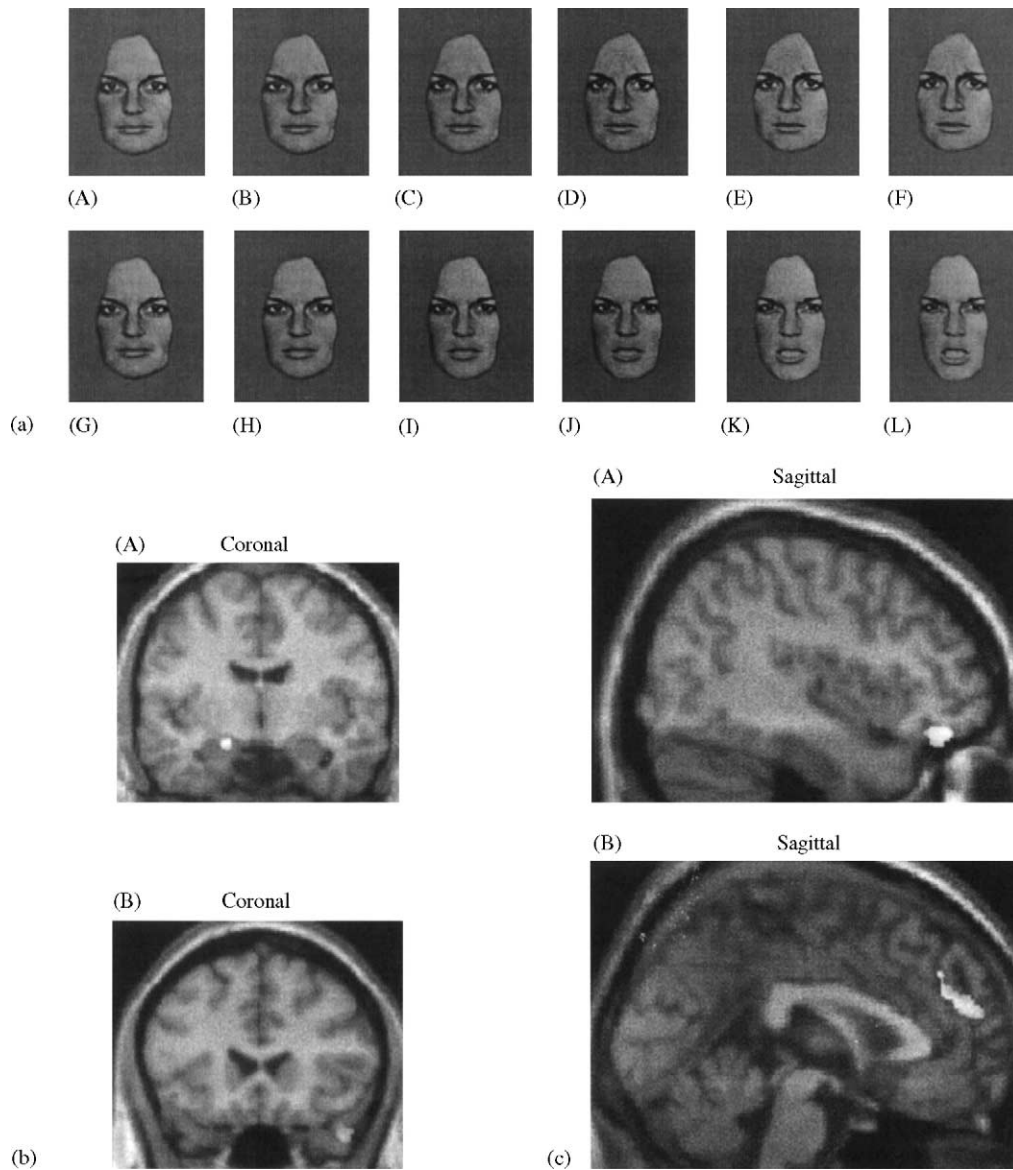 (A) (B) (C) (D) (E) (F)
(a) (G) (H) (I) (J) (K) (L)
(A) Sagittal
(A) Coronal
(B) Sagittal
(B) Coronal
(b) (c)